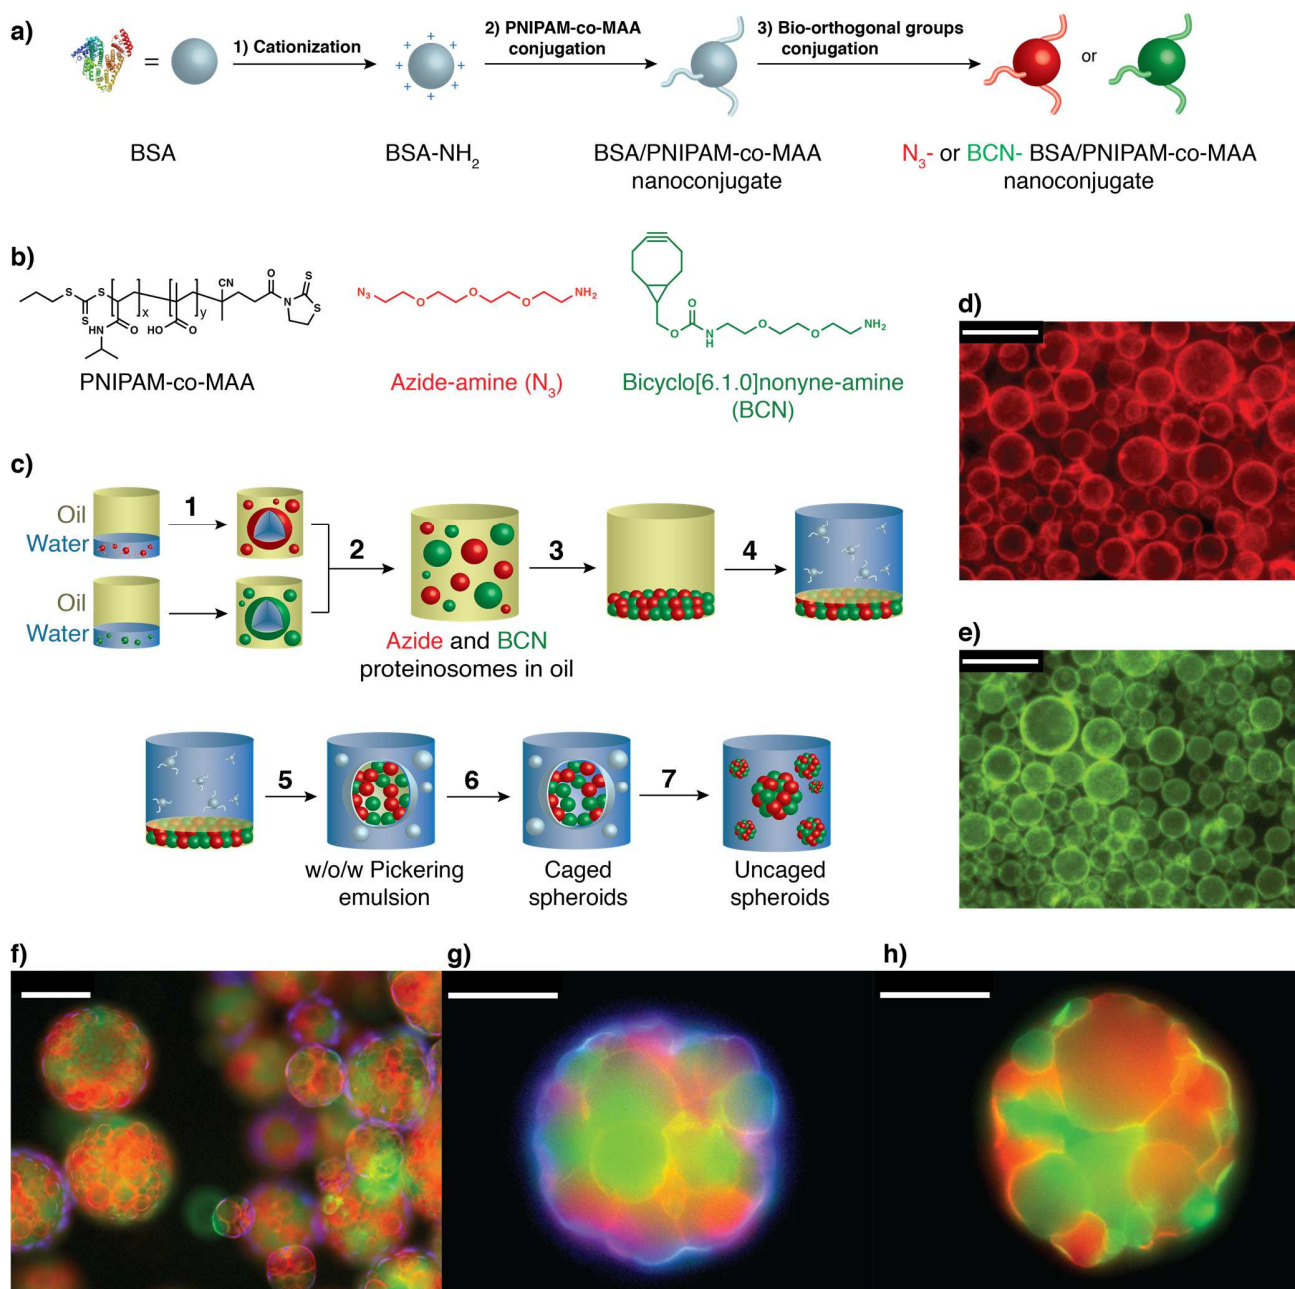 a)
1) Cationization
2) PNIPAM-co-MAA
conjugation
3) Bio-orthogonal groups
conjugation
=
+ + + + + + + +
or
BSA
BSA-NH2
BSA/PNIPAM-co-MAA
nanoconjugate
N3- or BCN- BSA/PNIPAM-co-MAA
nanoconjugate
b)
S S S HN O x HO O y CN O N S S
PNIPAM-co-MAA
N3 O O O NH2
Azide-amine (N3)
O O N H O O NH2
Bicyclo[6.1.0]nonyne-amine
(BCN)
c)
Oil
Water
1
Oil
Water
2
Azide and BCN
proteinosomes in oil
3
4
5
w/o/w Pickering
emulsion
6
Caged
spheroids
7
Uncaged
spheroids
d)
e)
f)
g)
h)